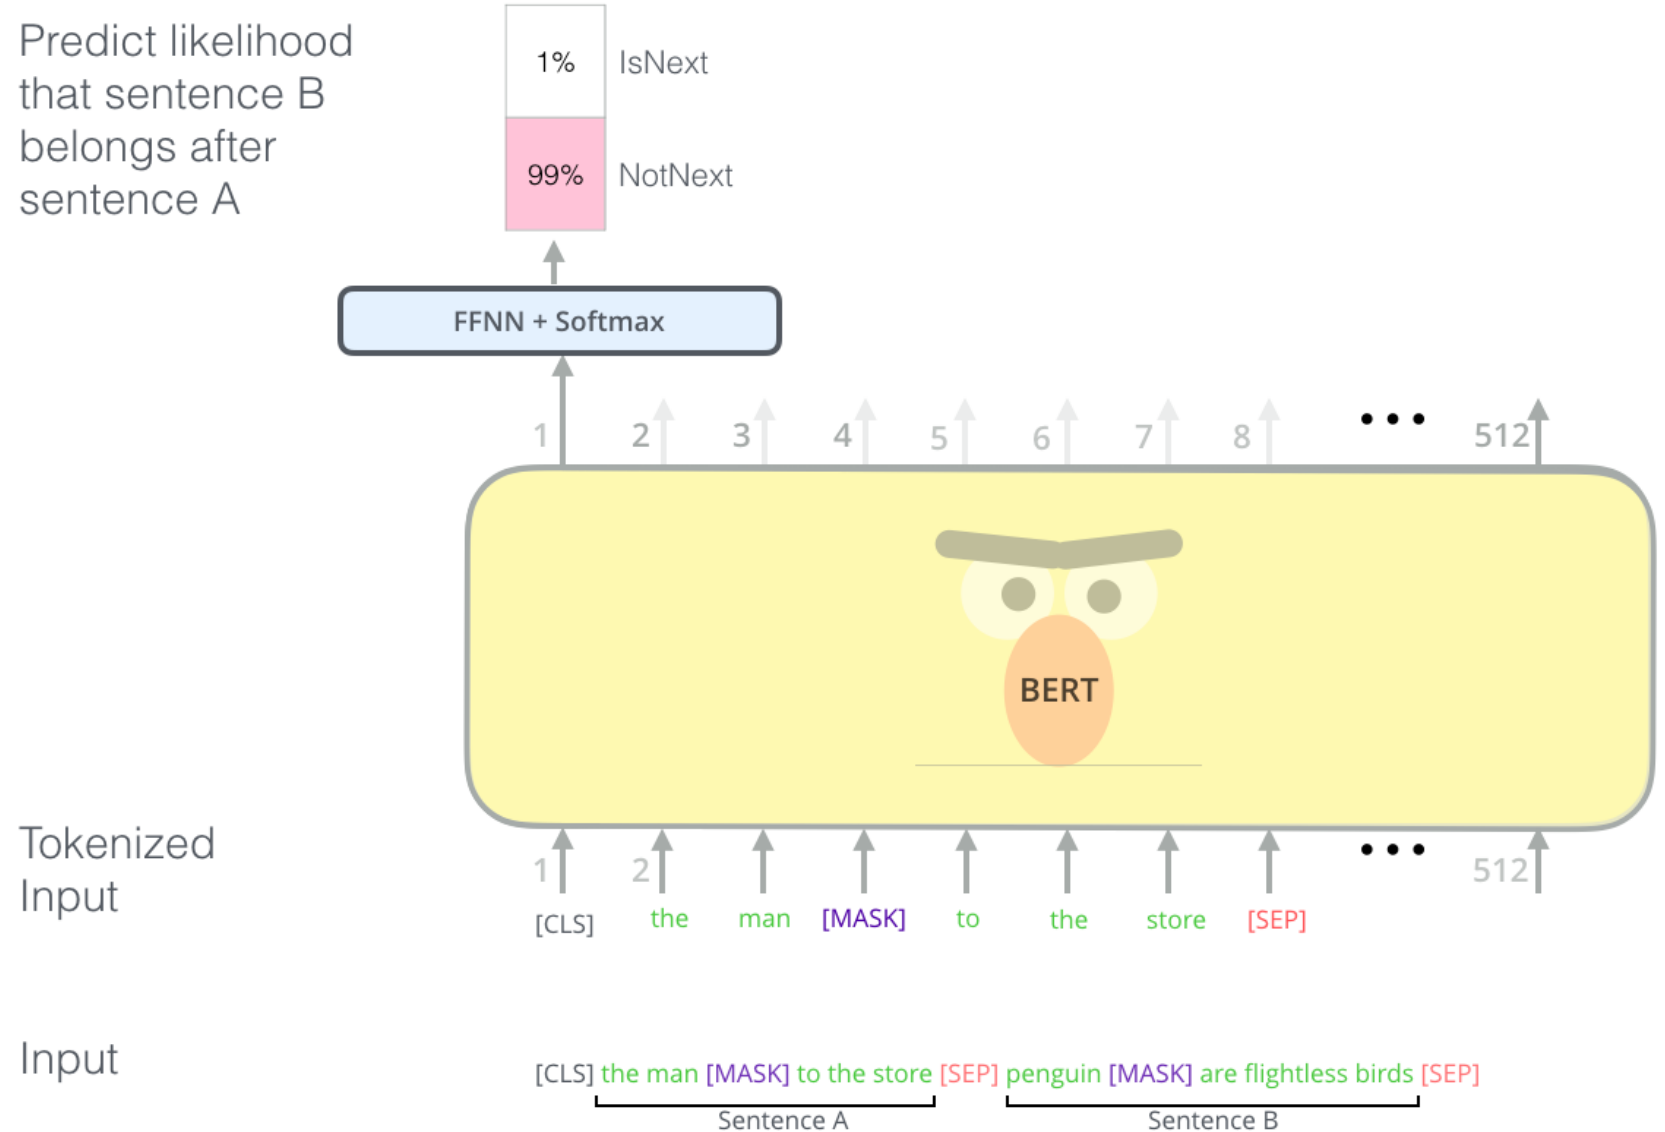 Predict likelihood
that sentence B
belongs after
sentence A
1% IsNext
99% NotNext
FFNN + Softmax
1 2 3 4 5 6 7 8 ••• 512
BERT
Tokenized
Input
1 2 ••• 512
[CLS] the man [MASK] to the store [SEP]
Input
[CLS] the man [MASK] to the store [SEP] penguin [MASK] are flightless birds [SEP]
Sentence A Sentence B